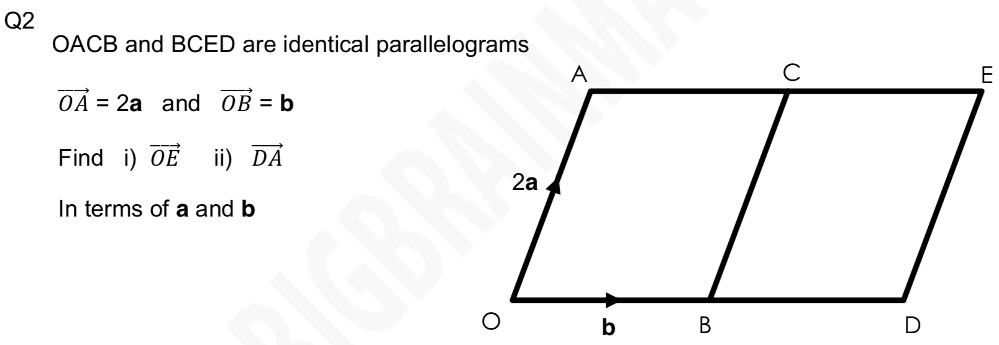 Q2
OACB and BCED are identical parallelograms
\overrightarrow{OA} = 2a and \overrightarrow{OB} = b
Find i) \overrightarrow{OE} ii) \overrightarrow{DA}
In terms of a and b
A
C
E
2a
O
b
B
D